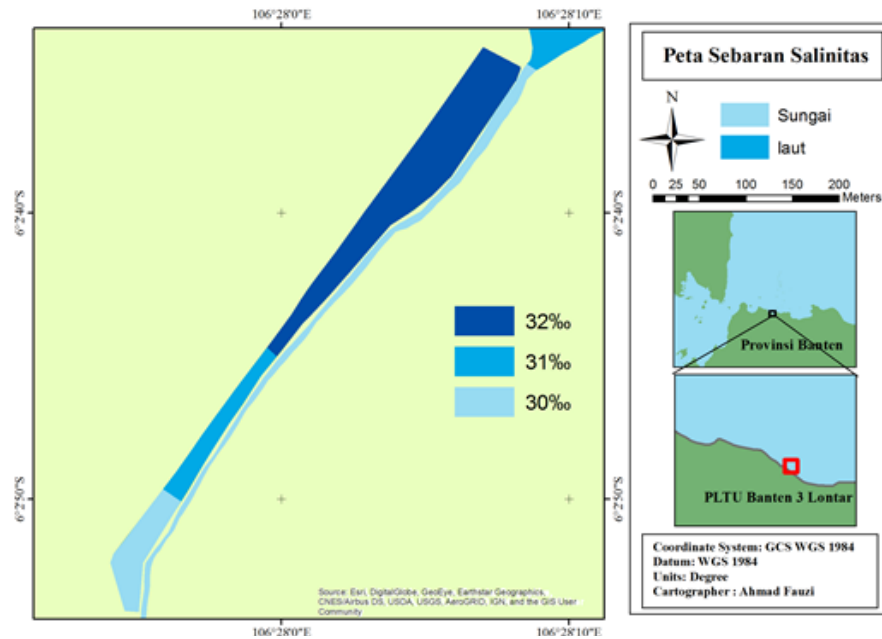 106°28'0"E
106°28'10"E
6°2'40"S
6°2'40"S
6°2'50"S
6°2'50"S
32‰
31‰
30‰
Source: Esri, DigitalGlobe, GeoEye, Earthstar Geographics,
CNES/Airbus DS, USDA, USGS, AeroGRID, IGN, and the GIS User
Community
106°28'0"E
106°28'10"E
Peta Sebaran Salinitas
N
Sungai
laut
0 25 50 100 150 200
Meters
Provinsi Banten
PLTU Banten 3 Lontar
Coordinate System: GCS WGS 1984
Datum: WGS 1984
Units: Degree
Cartographer : Ahmad Fauzi